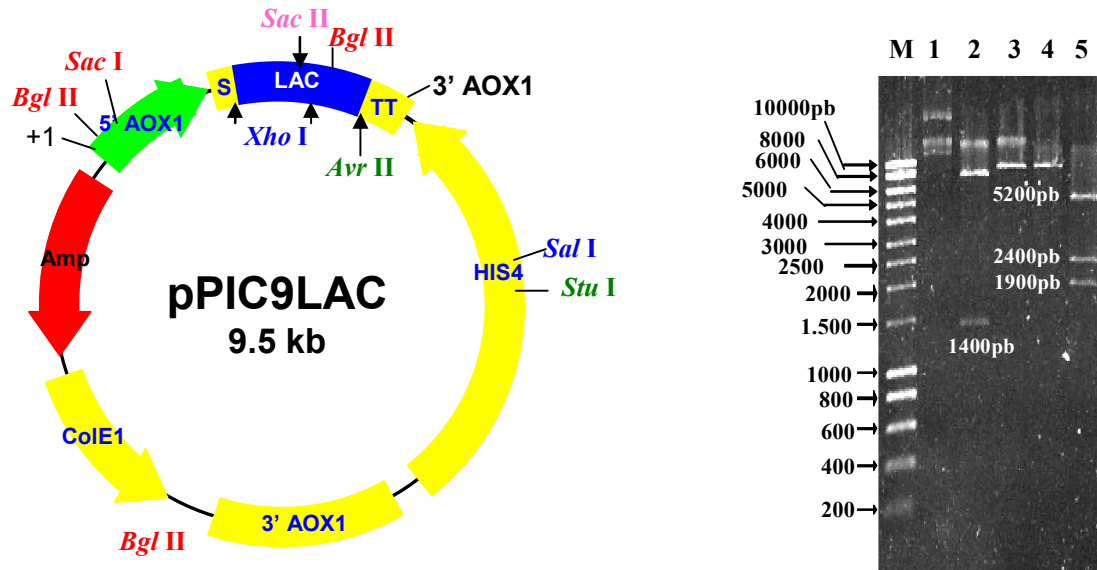 Sac II
Bgl II
Sac I
Bgl II
+1
5' AOX1
S
LAC
TT
3' AOX1
Xho I
Avr II
Amp
HIS4
Sal I
Stu I
pPIC9LAC
9.5 kb
ColE1
Bgl II
3' AOX1
M 1 2 3 4 5
10000pb
8000
6000
5000
4000
3000
2500
2000
1.500
1000
800
600
400
200
5200pb
2400pb
1900pb
1400pb